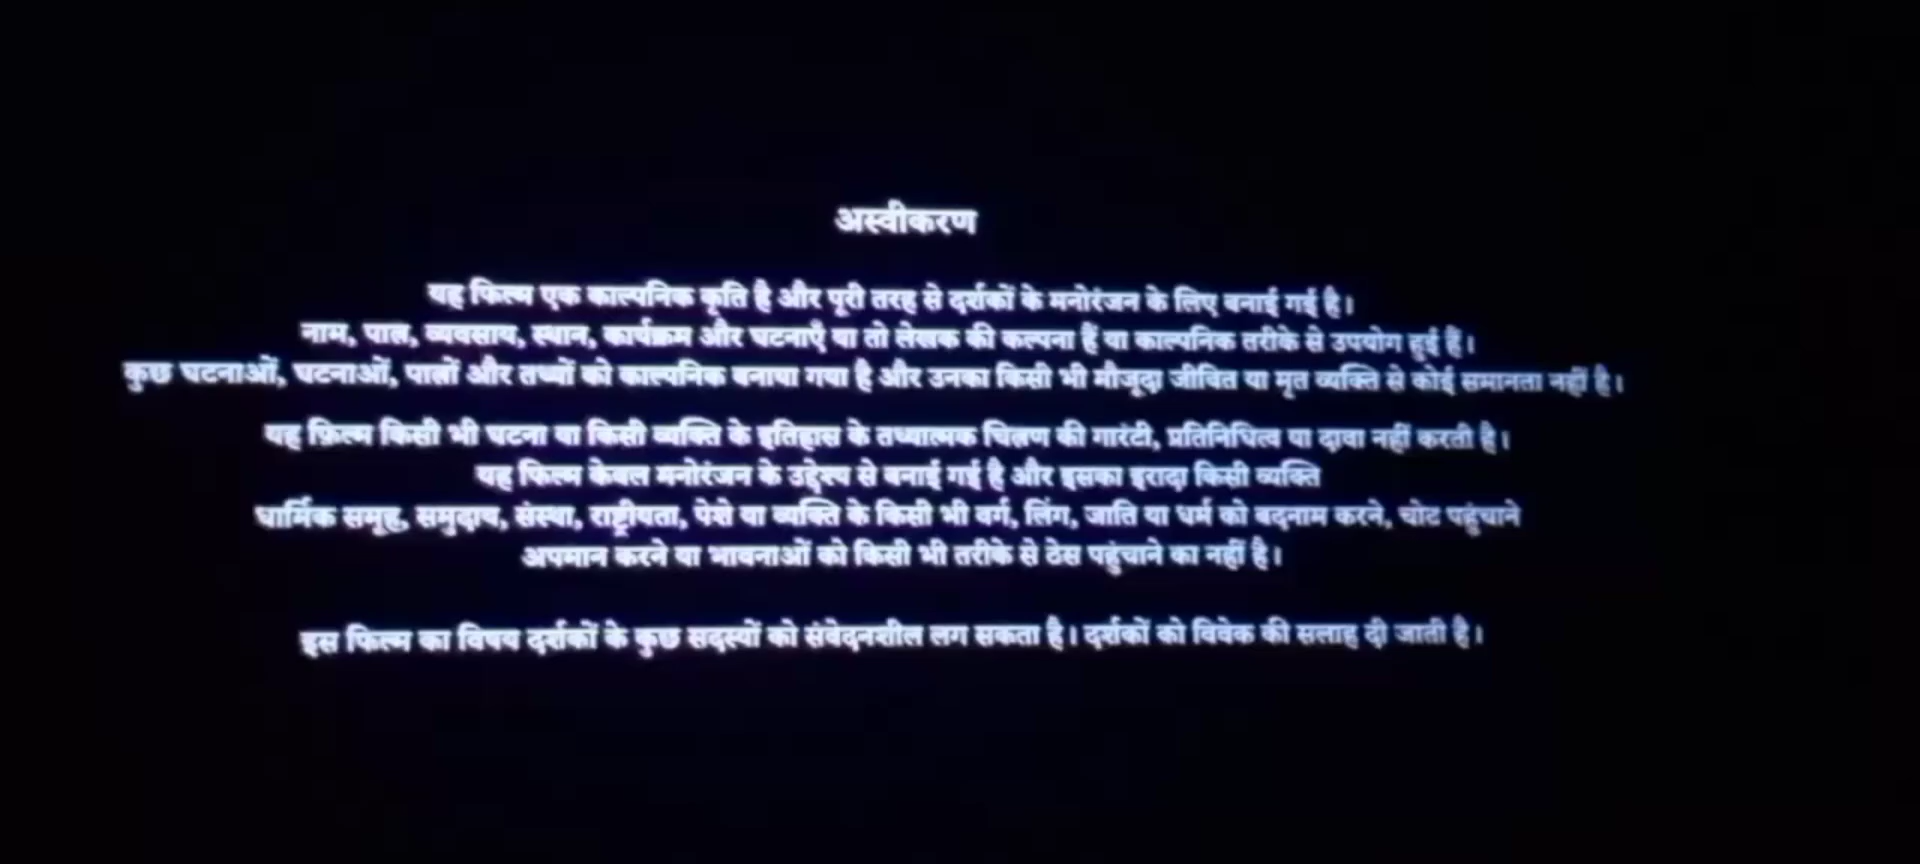 अस्वीकरण
यह फिल्म एक काल्पनिक कृति है और पूरी तरह से दर्शकों के मनोरंजन के लिए बनाई गई है।
नाम, पात्र, व्यवसाय, स्थान, कार्यक्रम और घटनाएँ या तो लेखक की कल्पना हैं या काल्पनिक तरीके से उपयोग हुई हैं।
कुछ घटनाओं, घटनाओं, पात्रों और तथ्यों को काल्पनिक बनाया गया है और उनका किसी भी मौजूदा जीवित या मृत व्यक्ति से कोई समानता नहीं है।
यह फ़िल्म किसी भी घटना या किसी व्यक्ति के इतिहास के तथ्यात्मक चित्रण की गारंटी, प्रतिनिधित्व या दावा नहीं करती है।
यह फिल्म केवल मनोरंजन के उद्देश्य से बनाई गई है और इसका इरादा किसी व्यक्ति
धार्मिक समूह, समुदाय, संस्था, राष्ट्रीयता, पेशे या व्यक्ति के किसी भी वर्ग, लिंग, जाति या धर्म को बदनाम करने, चोट पहुंचाने
अपमान करने या भावनाओं को किसी भी तरीके से ठेस पहुंचाने का नहीं है।
इस फिल्म का विषय दर्शकों के कुछ सदस्यों को संवेदनशील लग सकता है। दर्शकों को विवेक की सलाह दी जाती है।